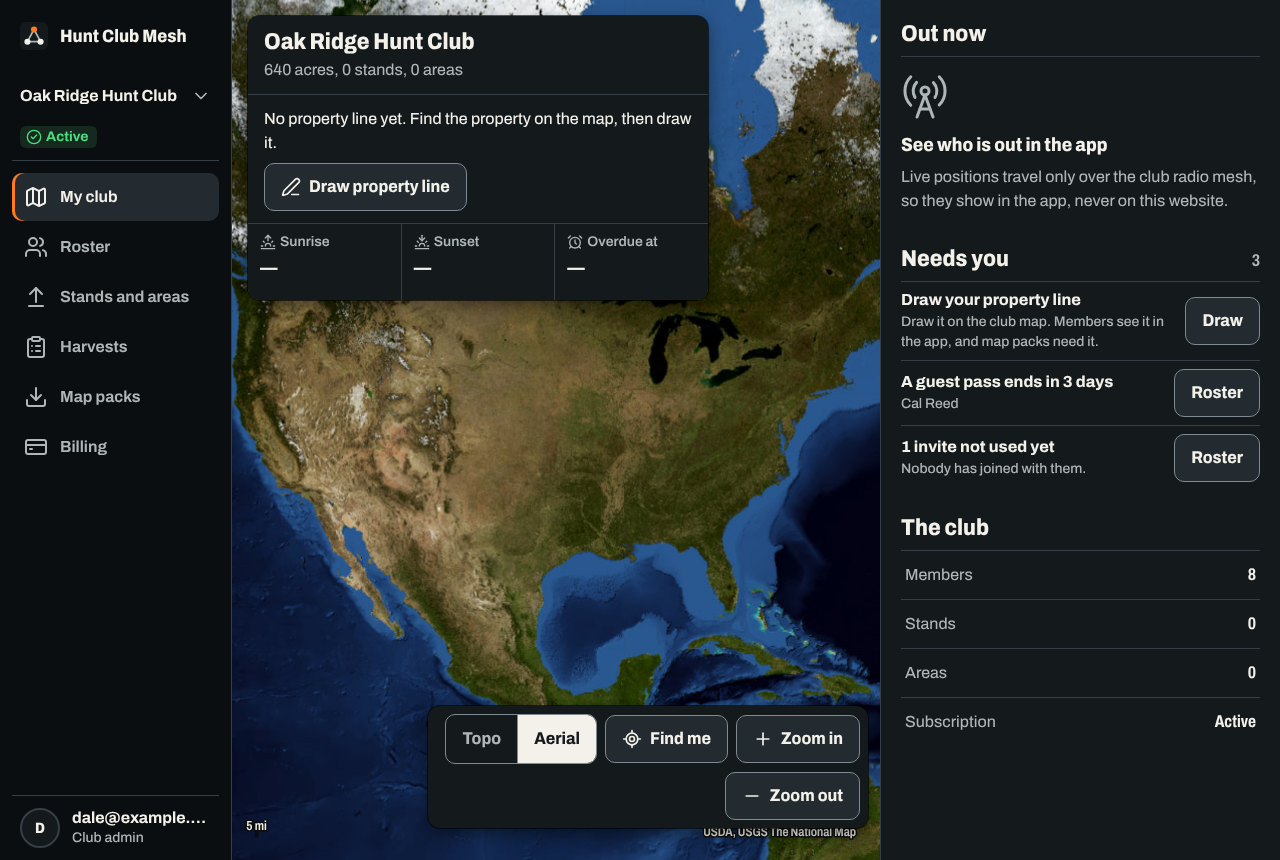 Hunt Club Mesh
Oak Ridge Hunt Club
Active
My club
Roster
Stands and areas
Harvests
Map packs
Billing
D
dale@example....
Club admin
Oak Ridge Hunt Club
640 acres, 0 stands, 0 areas
No property line yet. Find the property on the map, then draw
it.
Draw property line
Sunrise
—
Sunset
—
Overdue at
—
Topo
Aerial
Find me
Zoom in
Zoom out
5 mi
USDA, USGS The National Map
Out now
See who is out in the app
Live positions travel only over the club radio mesh,
so they show in the app, never on this website.
Needs you
3
Draw your property line
Draw it on the club map. Members see it in
the app, and map packs need it.
Draw
A guest pass ends in 3 days
Cal Reed
Roster
1 invite not used yet
Nobody has joined with them.
Roster
The club
Members
8
Stands
0
Areas
0
Subscription
Active